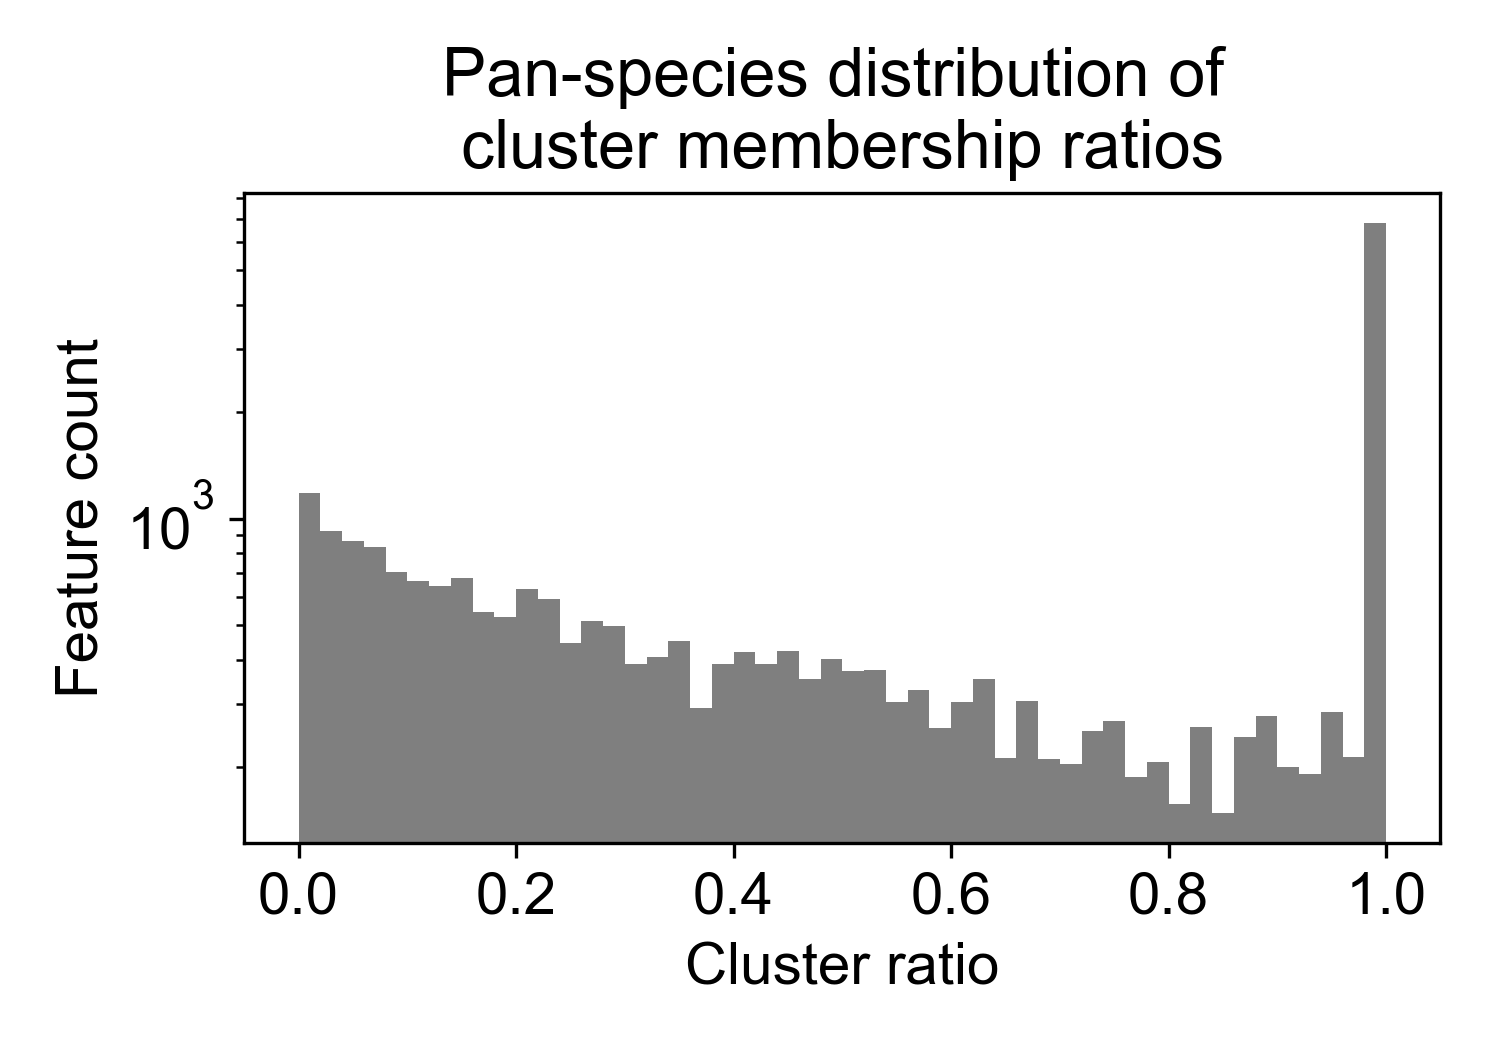 Pan-species distribution of
cluster membership ratios
Feature count
10³
0.0 0.2 0.4 0.6 0.8 1.0
Cluster ratio